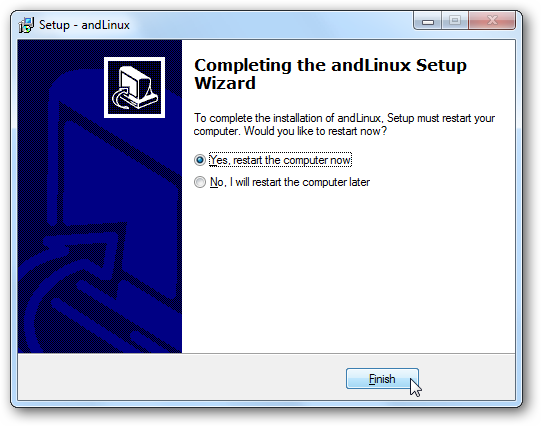 Setup - andLinux
Completing the andLinux Setup
Wizard
To complete the installation of andLinux, Setup must restart your
computer. Would you like to restart now?
Yes, restart the computer now
No, I will restart the computer later
Finish